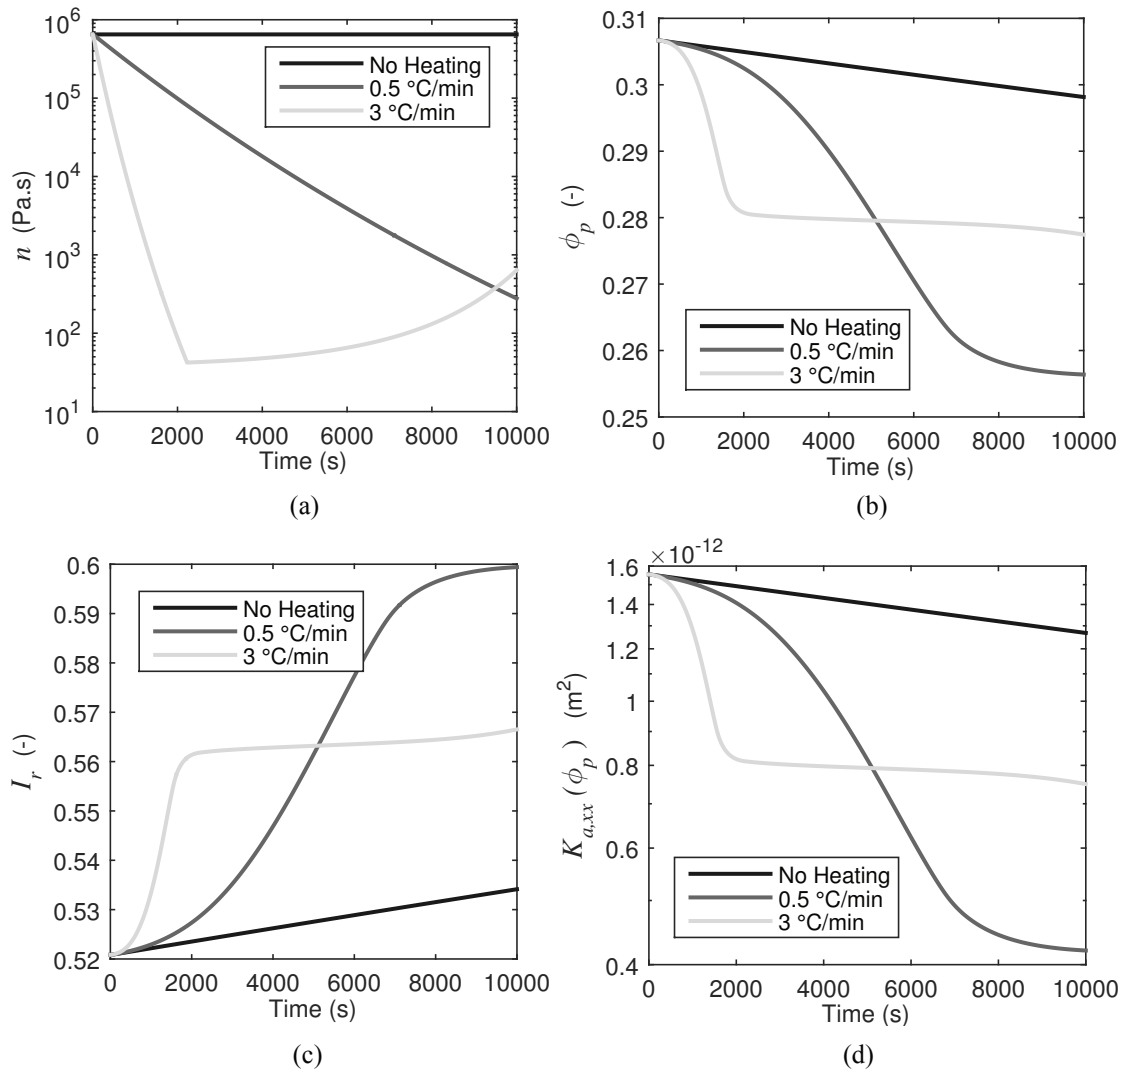 10^6
10^5
10^4
10^3
10^2
10^1
n (Pa.s)
No Heating
0.5 °C/min
3 °C/min
0 2000 4000 6000 8000 10000
Time (s)
(a)
0.31
0.3
0.29
0.28
0.27
0.26
0.25
ϕ_p (-)
No Heating
0.5 °C/min
3 °C/min
0 2000 4000 6000 8000 10000
Time (s)
(b)
0.6
0.59
0.58
0.57
0.56
0.55
0.54
0.53
0.52
I_r (-)
No Heating
0.5 °C/min
3 °C/min
0 2000 4000 6000 8000 10000
Time (s)
(c)
×10^-12
1.6
1.4
1.2
1
0.8
0.6
0.4
K_a,xx (ϕ_p) (m^2)
No Heating
0.5 °C/min
3 °C/min
0 2000 4000 6000 8000 10000
Time (s)
(d)